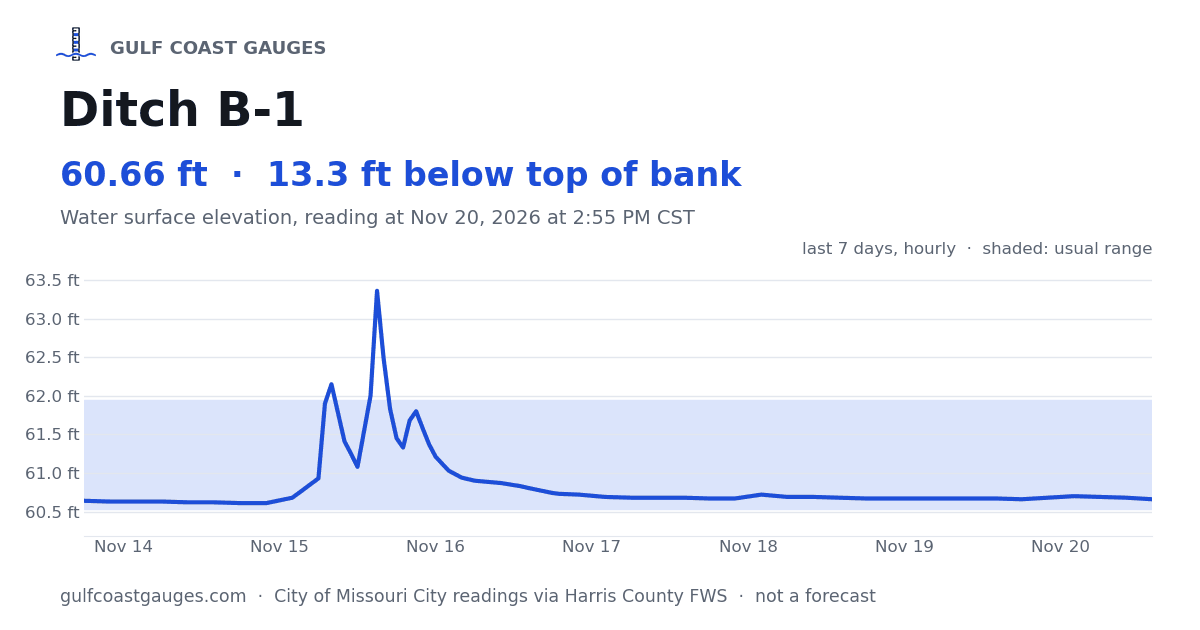 GULF COAST GAUGES
Ditch B-1
60.66 ft · 13.3 ft below top of bank
Water surface elevation, reading at Nov 20, 2026 at 2:55 PM CST
last 7 days, hourly · shaded: usual range
63.5 ft
63.0 ft
62.5 ft
62.0 ft
61.5 ft
61.0 ft
60.5 ft
Nov 14 Nov 15 Nov 16 Nov 17 Nov 18 Nov 19 Nov 20
gulfcoastgauges.com · City of Missouri City readings via Harris County FWS · not a forecast